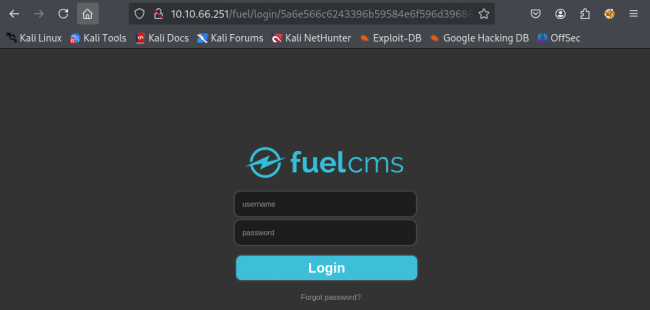 10.10.66.251/fuel/login/5a6e566c6243396b59584e6f596d3968
Kali Linux Kali Tools Kali Docs Kali Forums Kali NetHunter Exploit-DB Google Hacking DB OffSec
fuelcms
username
password
Login
Forgot password?